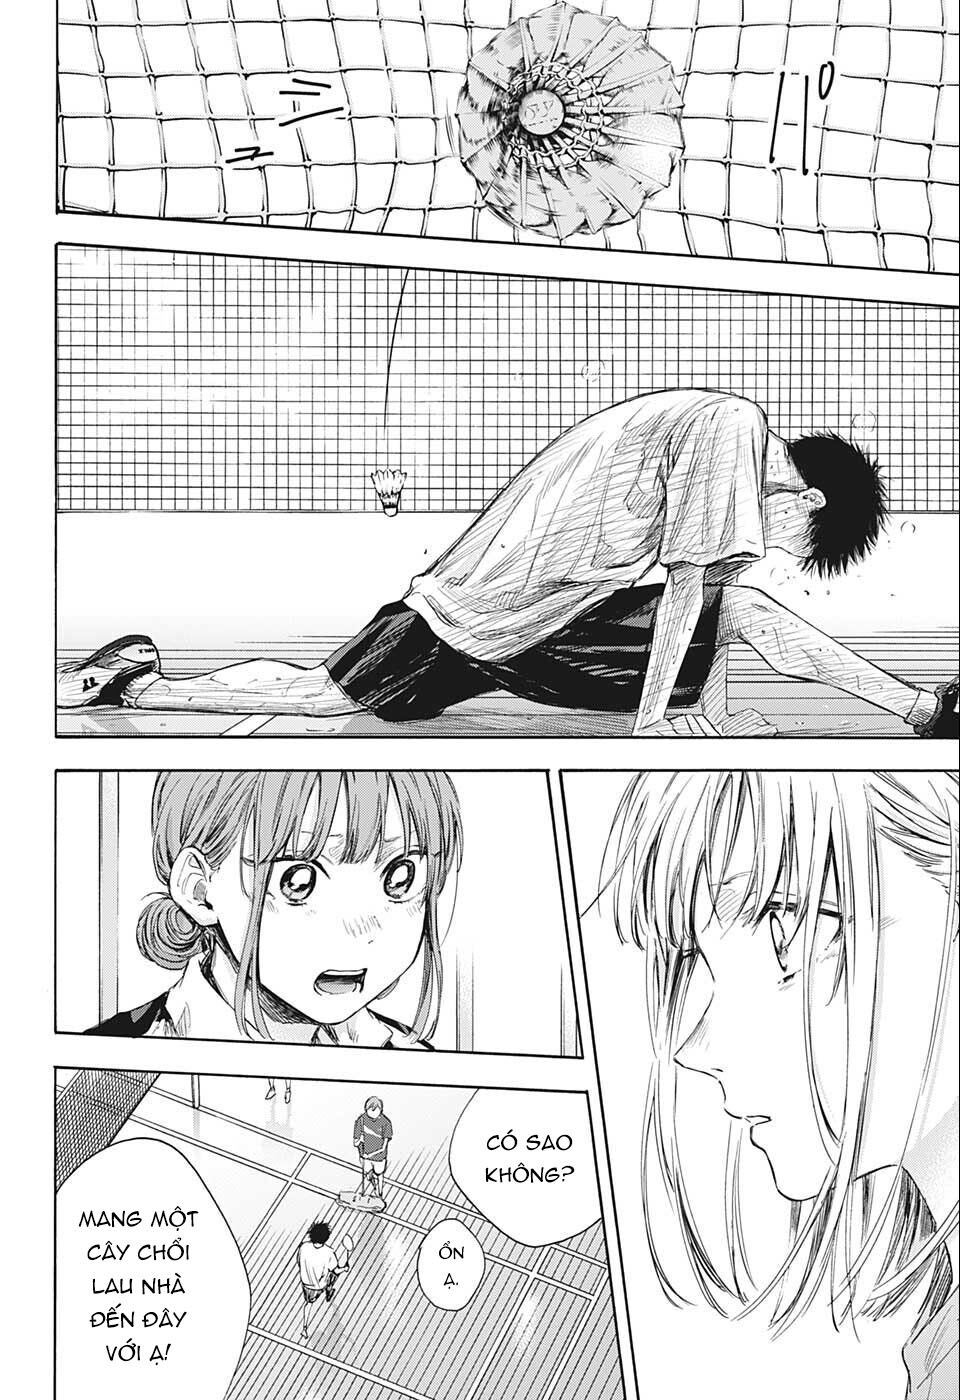 CÓ SAO
KHÔNG?
ỔN
Ạ.
MANG MỘT
CÂY CHỔI
LAU NHÀ
ĐẾN ĐÂY
VỚI Ạ!